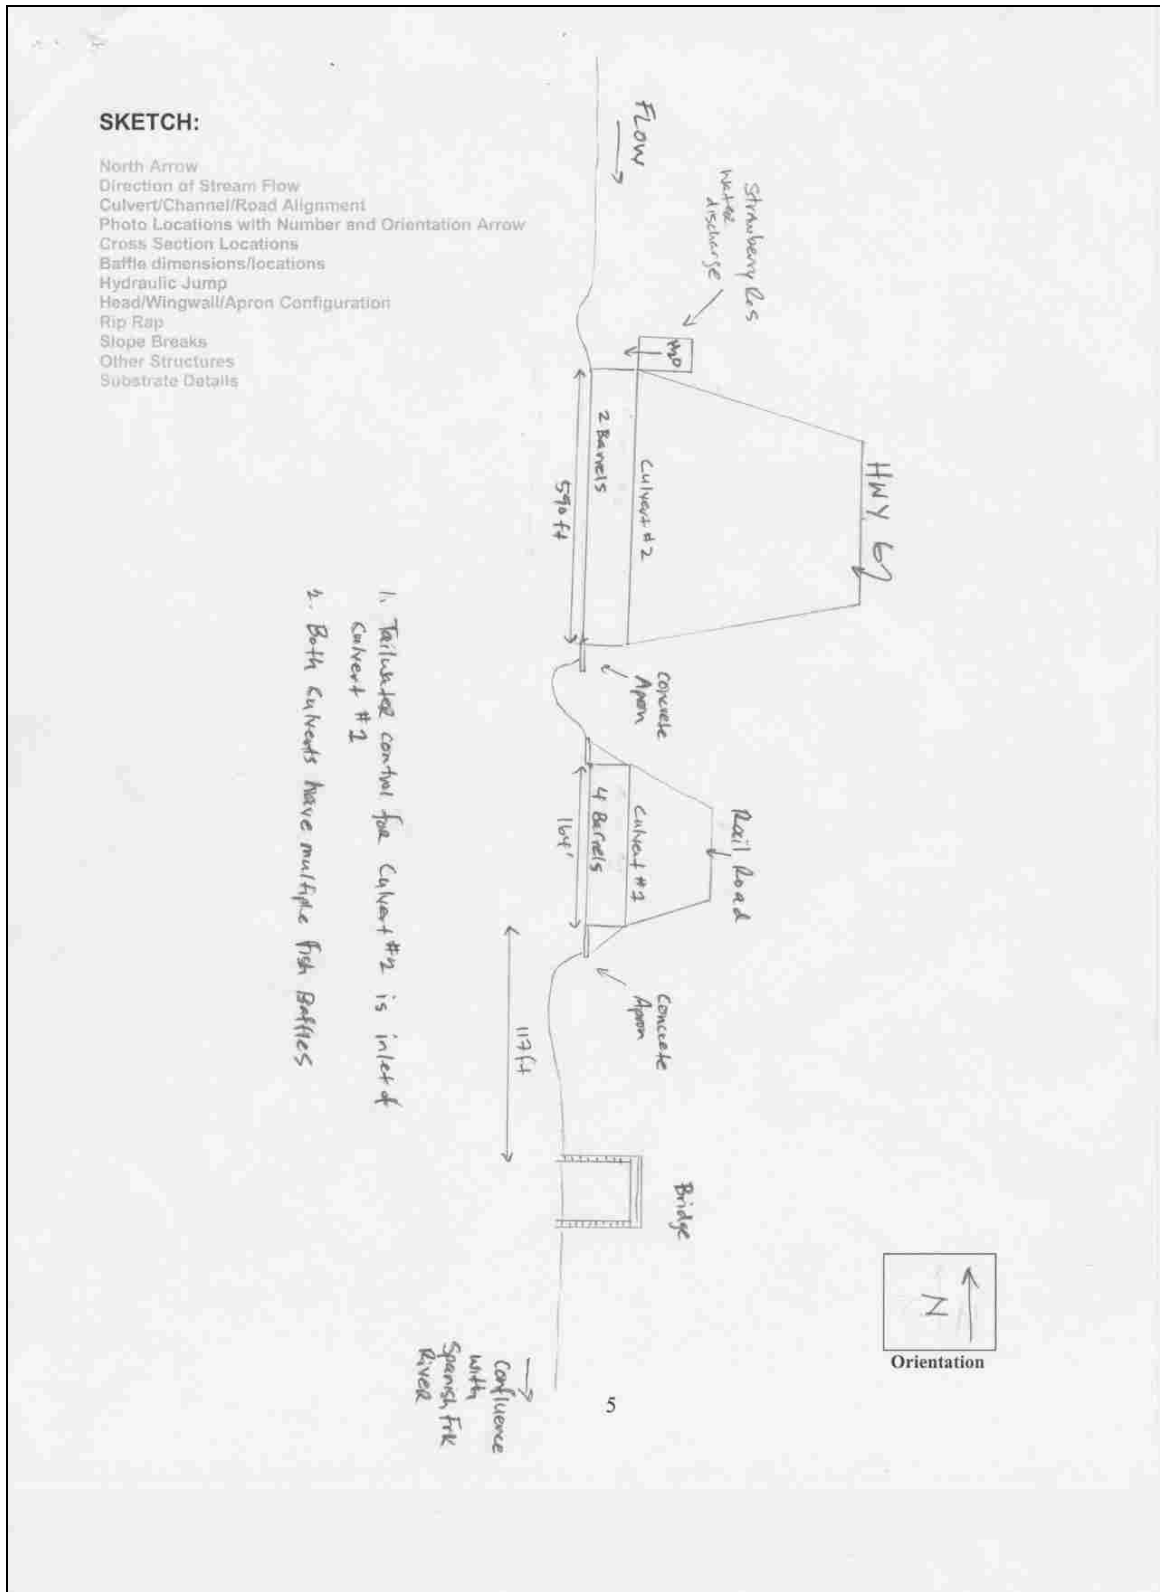 SKETCH:
North Arrow
Direction of Stream Flow
Culvert/Channel/Road Alignment
Photo Locations with Number and Orientation Arrow
Cross Section Locations
Baffle dimensions/locations
Hydraulic Jump
Head/Wingwall/Apron Configuration
Rip Rap
Slope Breaks
Other Structures
Substrate Details
FLOW
Strawberry Res
Water
discharge
H2O
HWY 6
Culvert #2
2 Barrels
590 ft
Concrete
Apron
Rail Road
Culvert #1
4 Barrels
164'
Concrete
Apron
117ft
Bridge
Confluence
with
Spanish Frk
River
1. Tailwater control for Culvert #2 is inlet of
Culvert #1
2. Both Culverts have multiple fish Baffles
N
Orientation
5